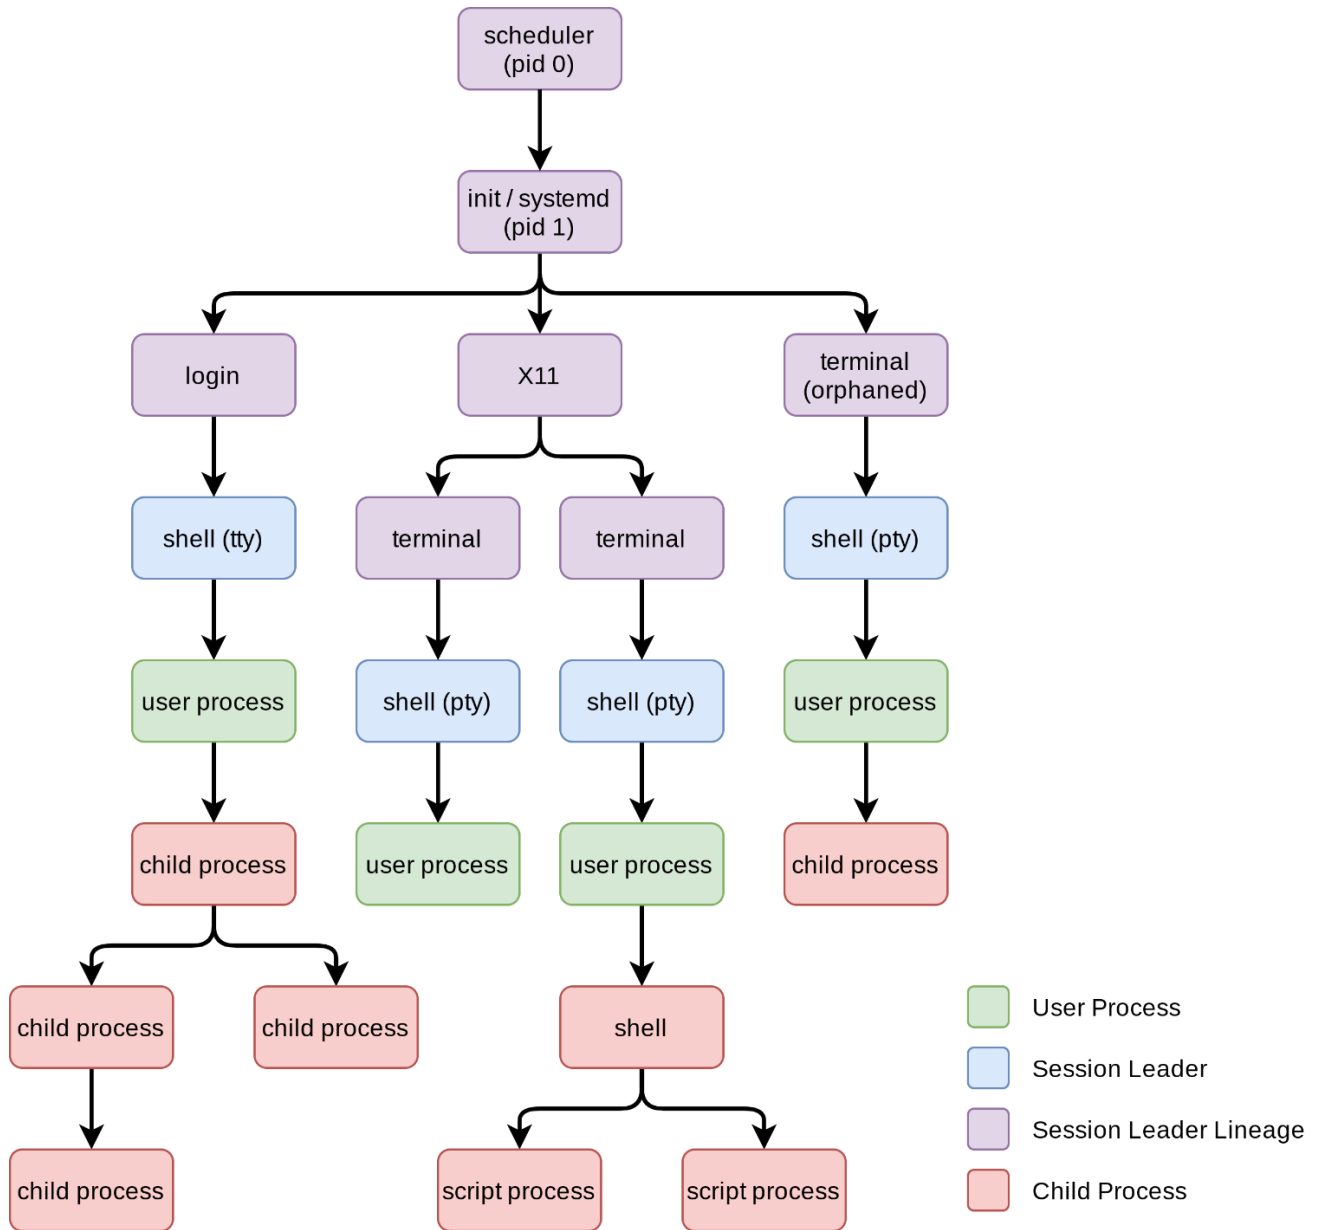 scheduler
(pid 0)
init / systemd
(pid 1)
login
X11
terminal
(orphaned)
shell (tty)
terminal
terminal
shell (pty)
user process
shell (pty)
shell (pty)
user process
child process
user process
user process
child process
child process
child process
shell
child process
script process
script process
User Process
Session Leader
Session Leader Lineage
Child Process